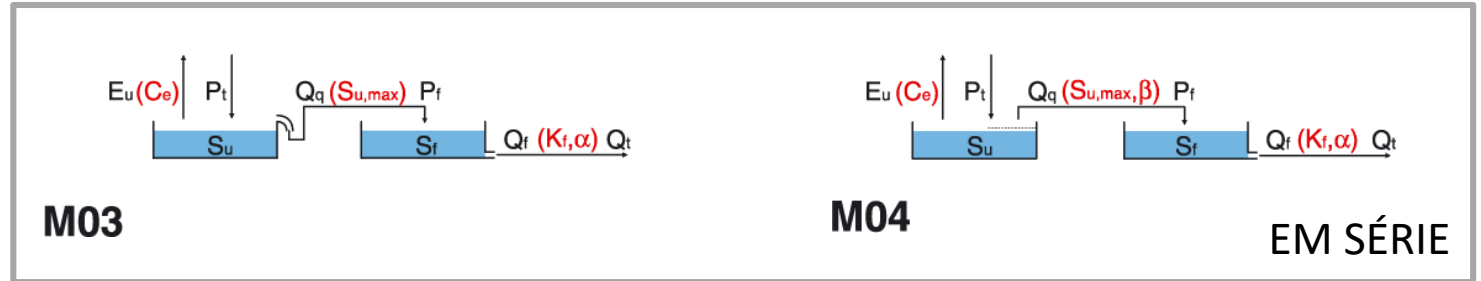 Eu (Ce) Pt Qq (Su,max) Pf
Su Sf Qf (Kf,α) Qt
M03
Eu (Ce) Pt Qq (Su,max,β) Pf
Su Sf Qf (Kf,α) Qt
M04
EM SÉRIE